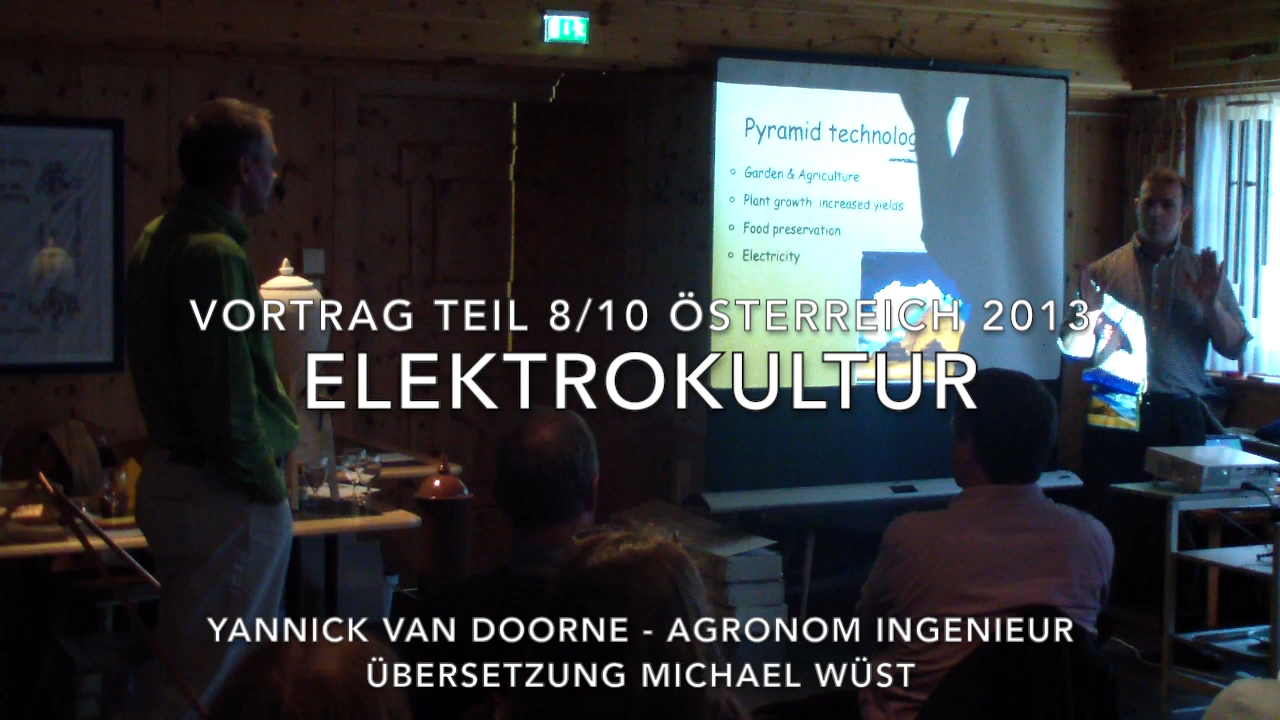 Pyramid technolog
Garden & Agriculture
Plant growth increased yields
Food preservation
Electricity
VORTRAG TEIL 8/10 ÖSTERREICH 2013
ELEKTROKULTUR
YANNICK VAN DOORNE - AGRONOM INGENIEUR
ÜBERSETZUNG MICHAEL WÜST